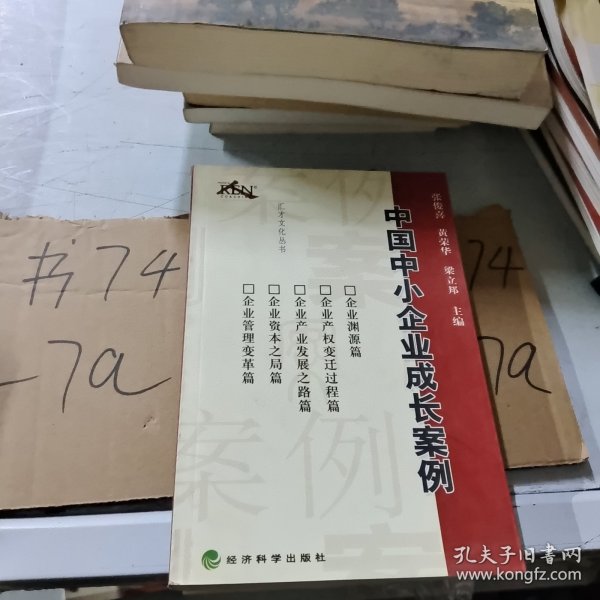 书74
-7a
74
a
KSN®
汇才文化丛书
张俊喜 黄荣华 梁立邦 主编
中国中小企业成长案例
□企业渊源篇
□企业产权变迁过程篇
□企业产业发展之路篇
□企业资本之局篇
□企业管理变革篇
案例
案例
经济科学出版社
孔夫子旧书网
www.kongfz.com